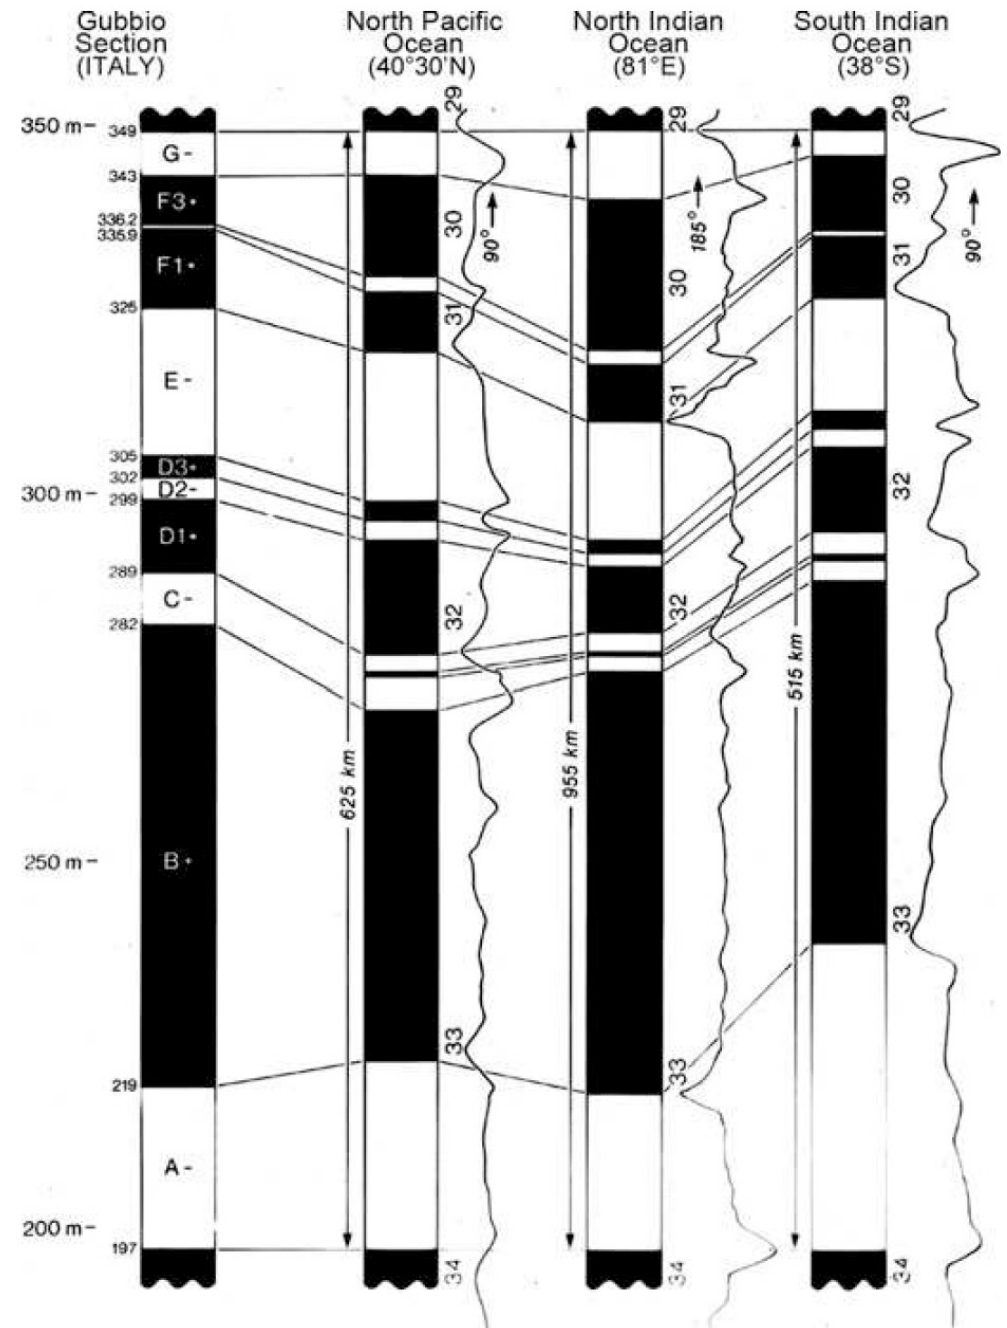 Gubbio
Section
(ITALY)
North Pacific
Ocean
(40°30'N)
North Indian
Ocean
(81°E)
South Indian
Ocean
(38°S)
350 m–
300 m–
250 m–
200 m–
349
343
336.2
335.9
325
305
302
299
289
282
219
197
G-
F3+
F1+
E-
D3+
D2-
D1+
C-
B+
A-
625 km
29
30
90°
31
32
33
34
955 km
29
185°
30
31
32
33
34
515 km
29
30
90°
31
32
33
34